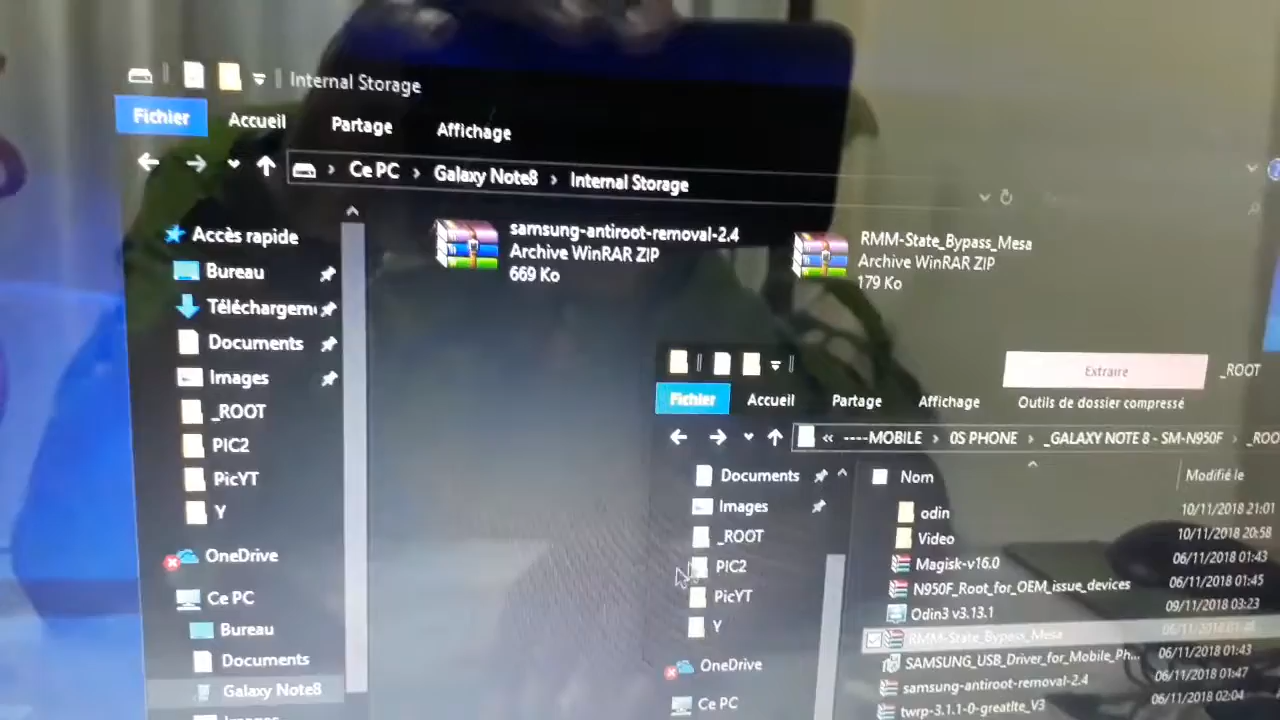 Internal Storage
Fichier Accueil Partage Affichage
Ce PC > Galaxy Note8 > Internal Storage
Accès rapide
Bureau
Téléchargem
Documents
Images
_ROOT
PIC2
PicYT
Y
OneDrive
Ce PC
Bureau
Documents
Galaxy Note8
samsung-antiroot-removal-2.4
Archive WinRAR ZIP
669 Ko
RMM-State_Bypass_Mesa
Archive WinRAR ZIP
179 Ko
Extraire _ROOT
Fichier Accueil Partage Affichage Outils de dossier compressé
« ----MOBILE > 0S PHONE > _GALAXY NOTE 8 - SM-N950F > _ROO
Documents
Images
_ROOT
PIC2
PicYT
Y
OneDrive
Ce PC
Nom Modifié le
odin 10/11/2018 21:01
Video 10/11/2018 20:58
Magisk-v16.0 06/11/2018 01:43
N950F_Root_for_OEM_issue_devices 06/11/2018 01:45
Odin3 v3.13.1 09/11/2018 03:23
RMM-State_Bypass_Mesa
SAMSUNG_USB_Driver_for_Mobile_Ph... 06/11/2018 01:43
samsung-antiroot-removal-2.4 06/11/2018 01:47
twrp-3.1.1-0-greatlte_V3 06/11/2018 02:04